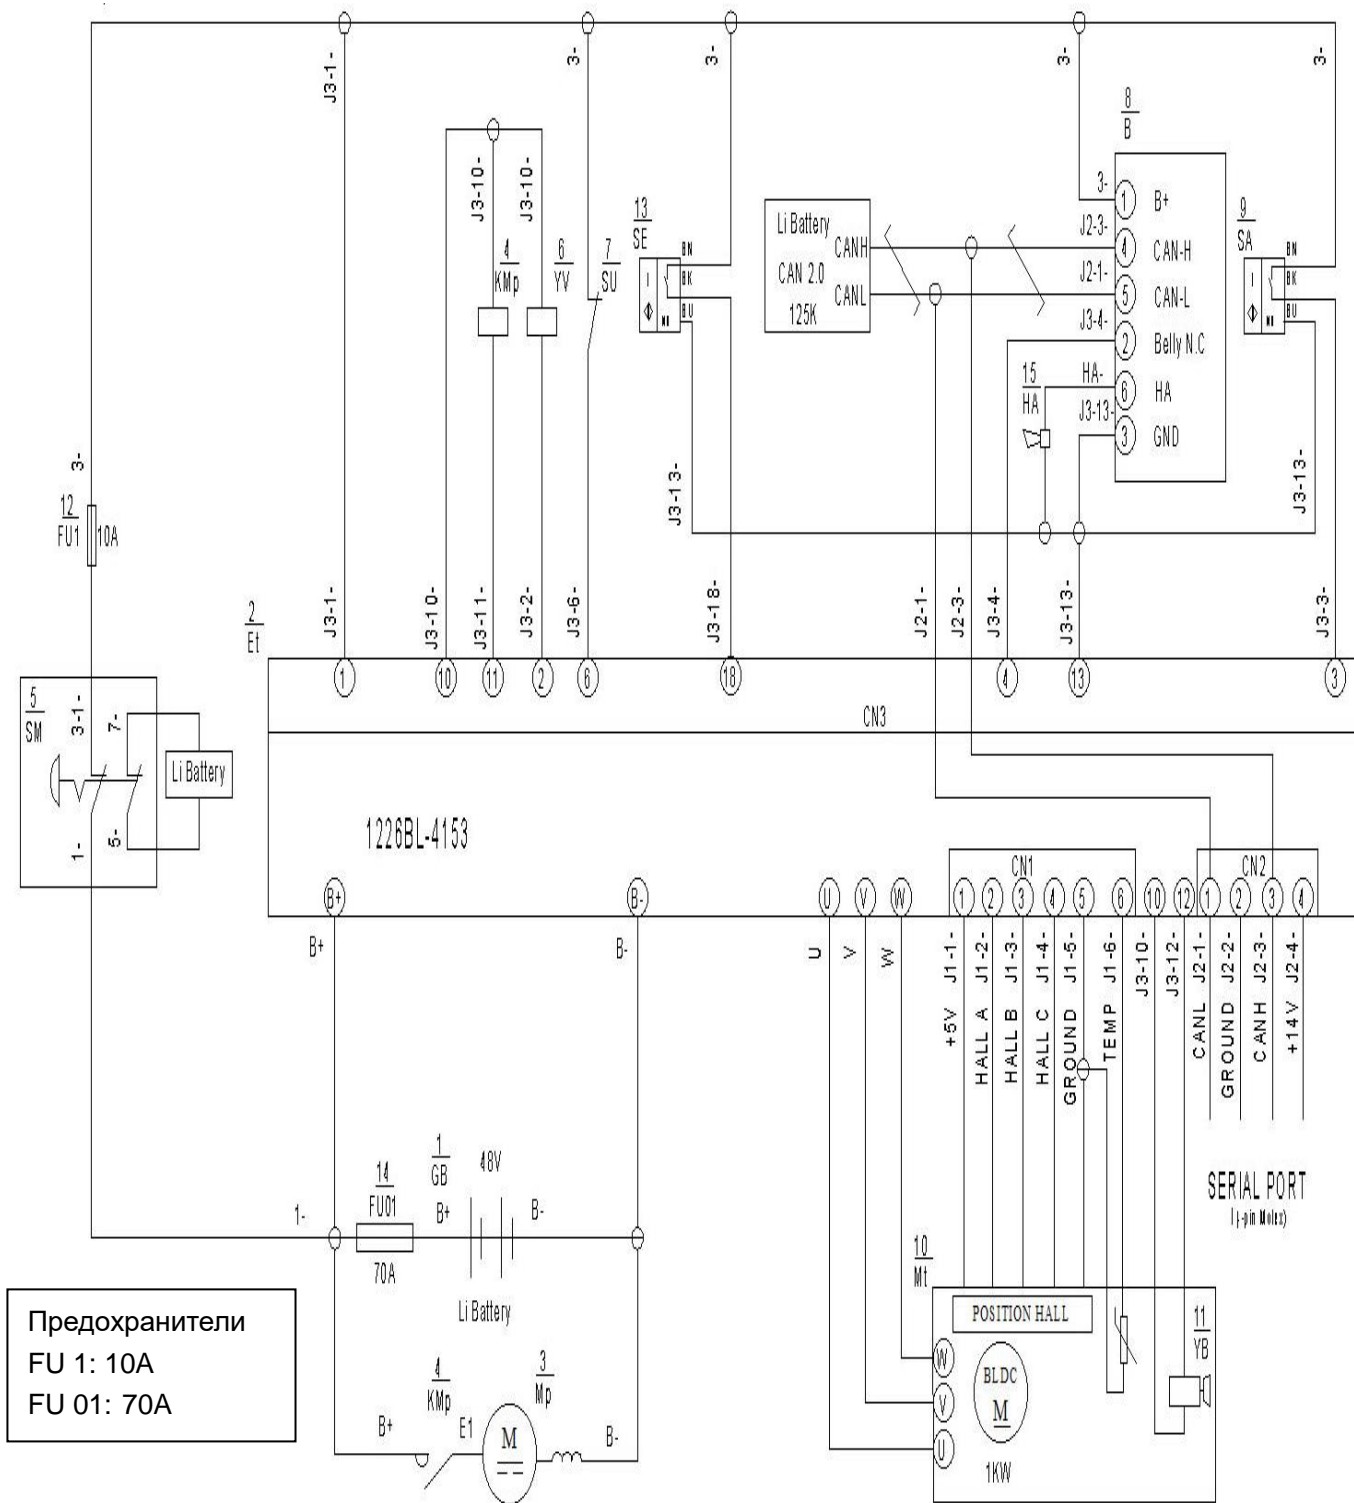 3-
3-
3-
3-
J3-1-
8
B
J3-10-
J3-10-
13
SE
BN
BK
BU
Li Battery
CAN 2.0
125K
CANH
CANL
3-
1
B+
J2-3-
4
CAN-H
J2-1-
5
CAN-L
J3-4-
2
Belly N.C
HA-
6
HA
J3-13-
3
GND
9
SA
BN
BK
BU
4
KMp
6
YV
7
SU
15
HA
3-
12
FU1
10A
J3-13-
J3-13-
2
Et
J3-1-
J3-10-
J3-11-
J3-2-
J3-6-
J3-18-
J2-1-
J2-3-
J3-4-
J3-13-
J3-3-
1
10
11
2
6
18
4
13
3
CN3
5
SM
3-1-
7-
Li Battery
1-
5-
1226BL-4153
CN1
CN2
B+
B-
U
V
W
1
2
3
4
5
6
10
12
1
2
3
4
B+
B-
U
V
W
+5V J1-1-
HALL A J1-2-
HALL B J1-3-
HALL C J1-4-
GROUND J1-5-
TEMP J1-6-
J3-10-
J3-12-
CANL J2-1-
GROUND J2-2-
CANH J2-3-
+14V J2-4-
SERIAL PORT
1-
14
FU01
70A
1
GB
48V
B+
B-
Li Battery
10
Mt
POSITION HALL
11
YB
W
V
U
BLDC
M
1KW
4
KMp
3
Mp
B+
E1
M
B-
Предохранители
FU 1: 10A
FU 01: 70A